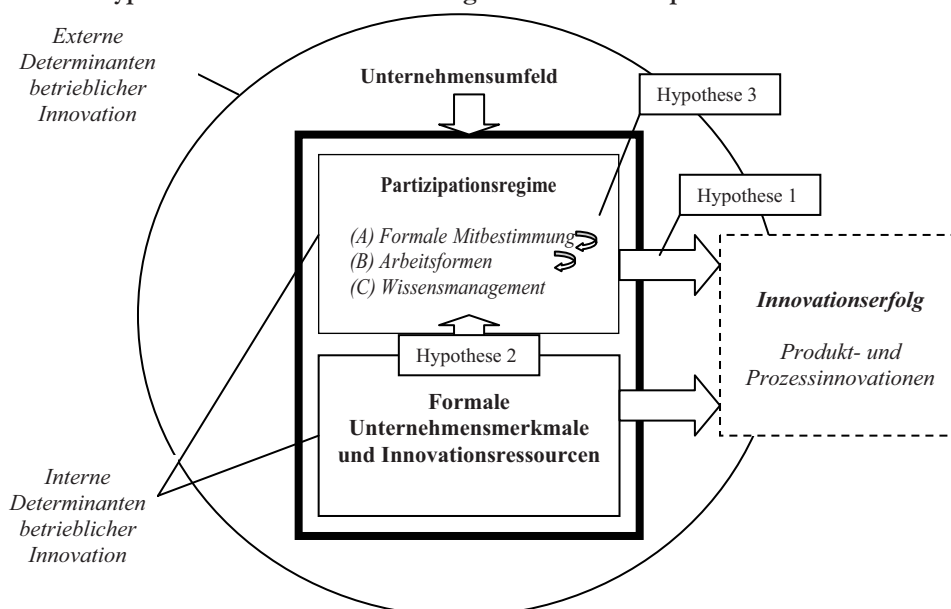 Externe
Determinanten
betrieblicher
Innovation
Unternehmensumfeld
Hypothese 3
Partizipationsregime
Hypothese 1
(A) Formale Mitbestimmung
(B) Arbeitsformen
(C) Wissensmanagement
Innovationserfolg
Produkt- und
Prozessinnovationen
Hypothese 2
Formale
Unternehmensmerkmale
und Innovationsressourcen
Interne
Determinanten
betrieblicher
Innovation